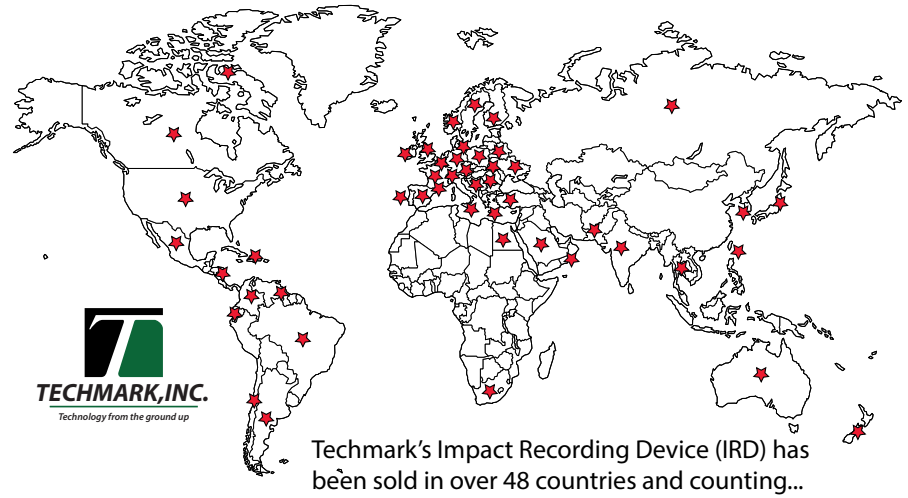 TECHMARK,INC.
Technology from the ground up
Techmark's Impact Recording Device (IRD) has
been sold in over 48 countries and counting...